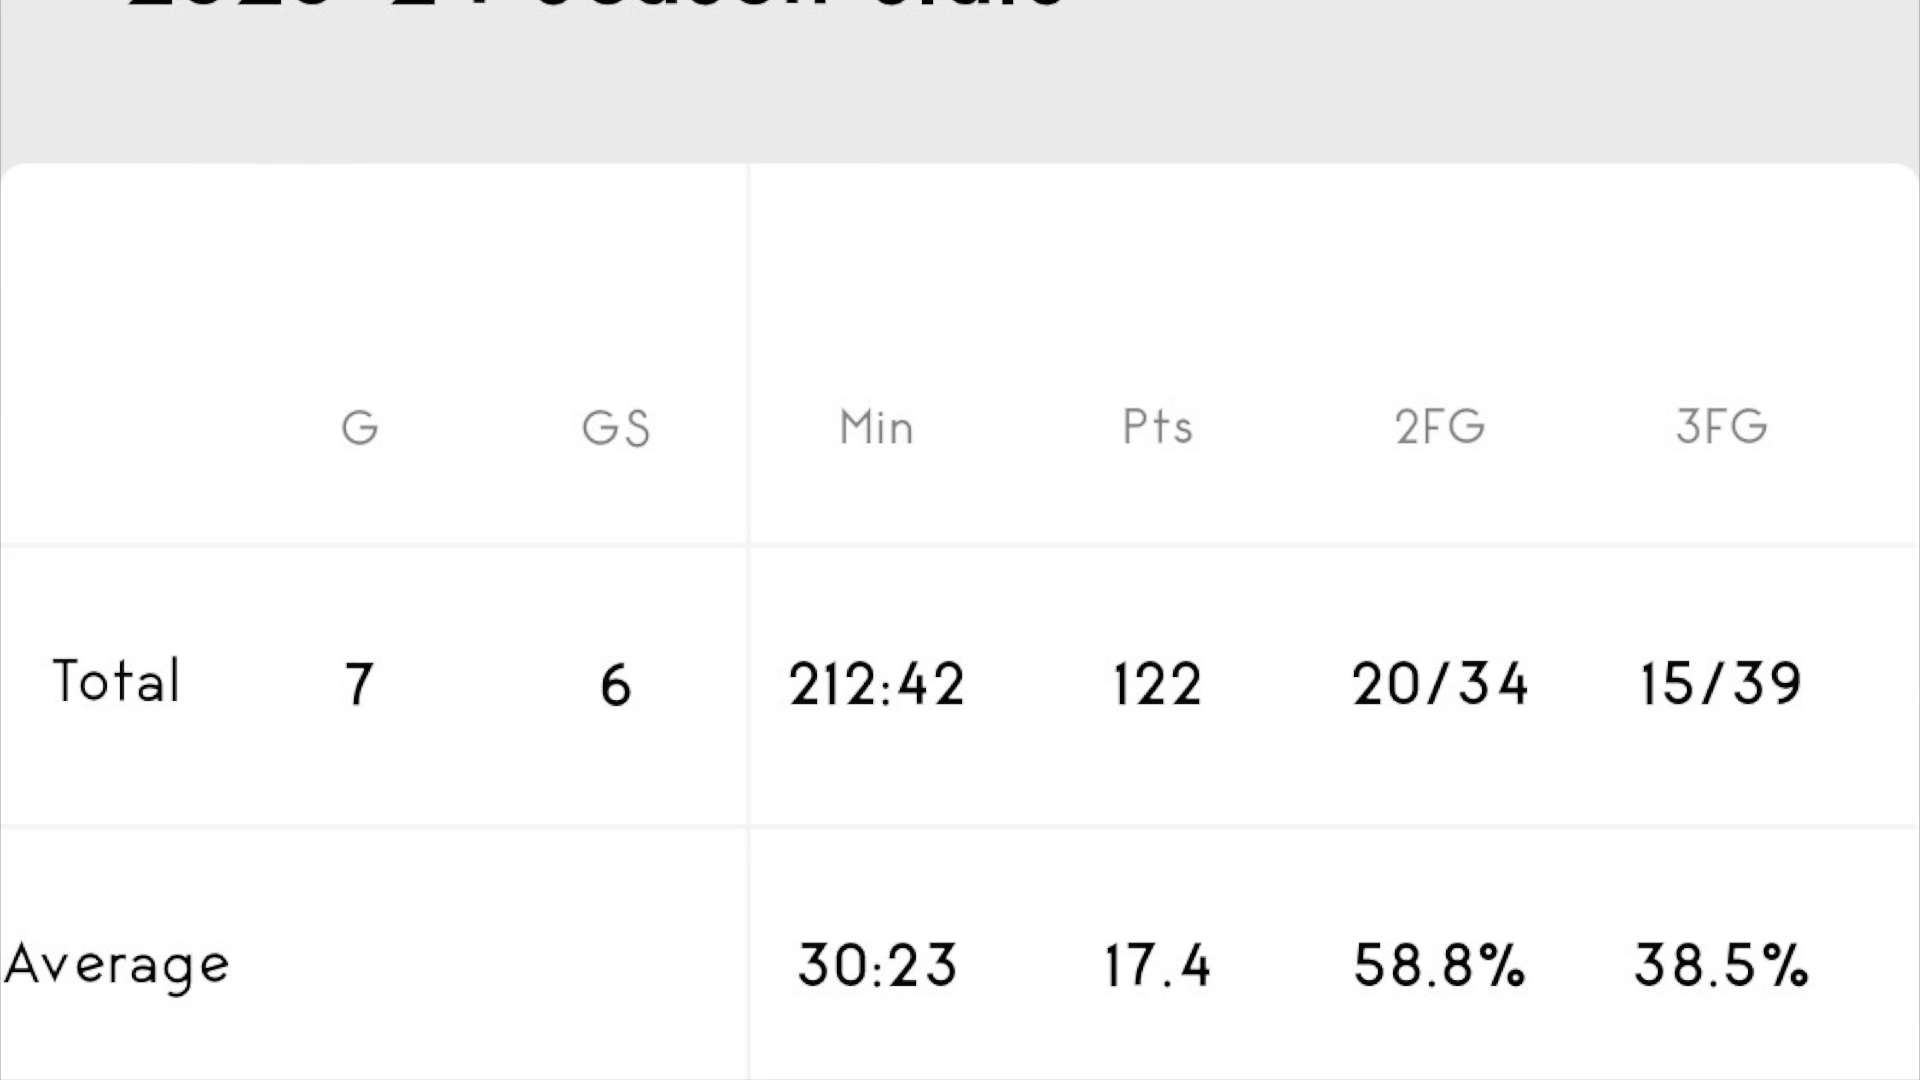 G GS Min Pts 2FG 3FG
Total 7 6 212:42 122 20/34 15/39
Average 30:23 17.4 58.8% 38.5%